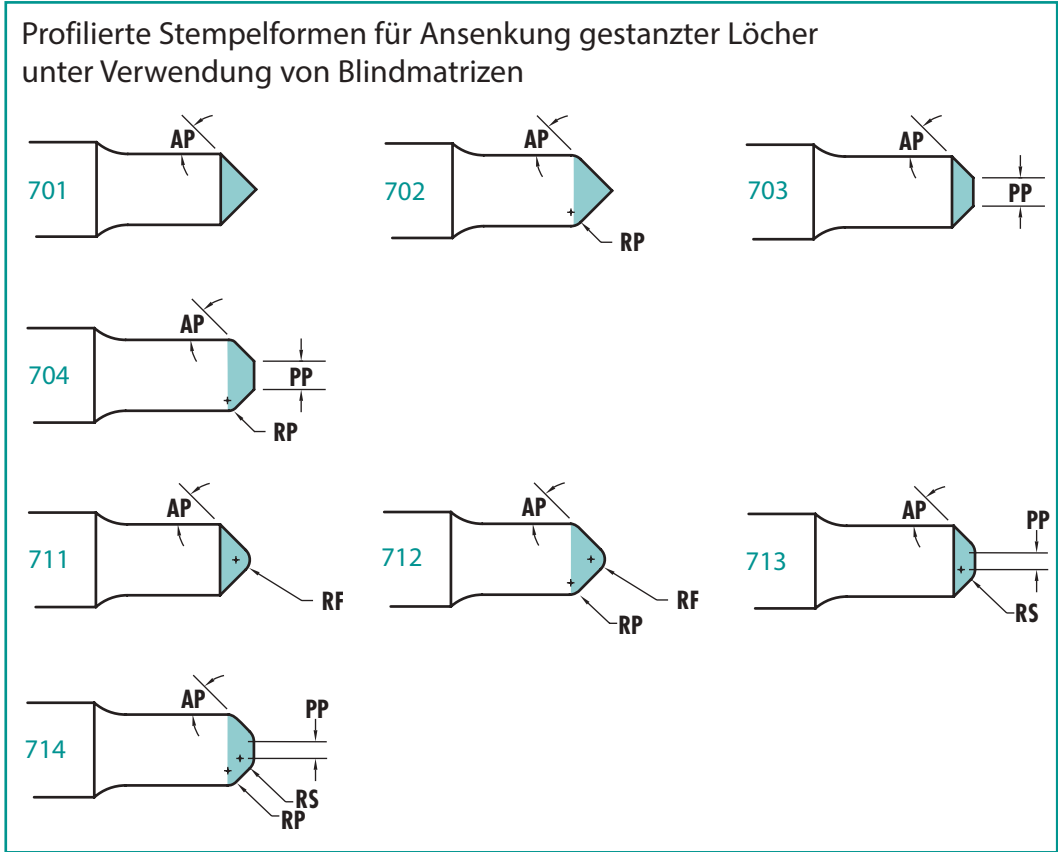 Profilierte Stempelformen für Ansenkung gestanzter Löcher
unter Verwendung von Blindmatrizen
AP
701
AP
702
RP
AP
703
PP
AP
704
PP
RP
AP
711
RF
AP
712
RF
RP
AP
PP
713
RS
AP
PP
714
RS
RP